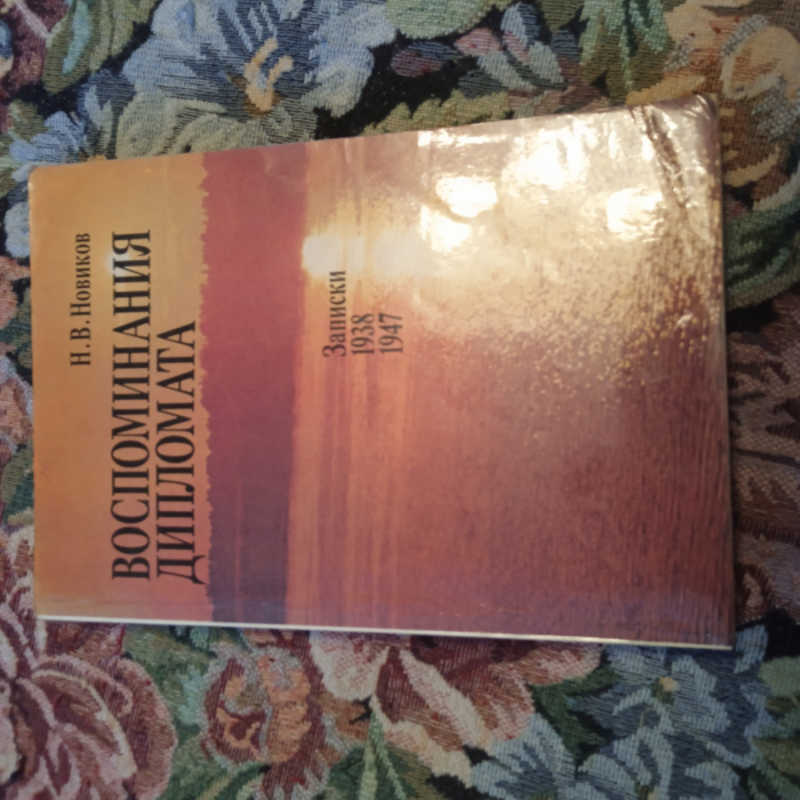 Н. В. Новиков
ВОСПОМИНАНИЯ
ДИПЛОМАТА
Записки
1938
1947